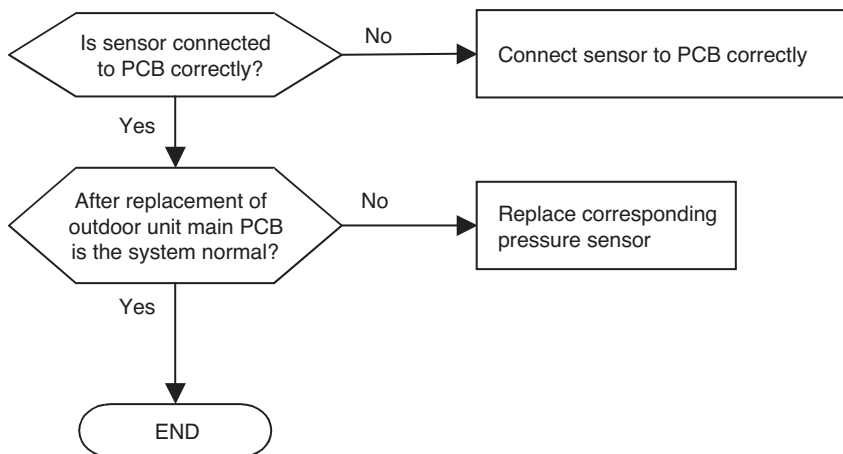 Is sensor connected
to PCB correctly?
No
Connect sensor to PCB correctly
Yes
After replacement of
outdoor unit main PCB
is the system normal?
No
Replace corresponding
pressure sensor
Yes
END